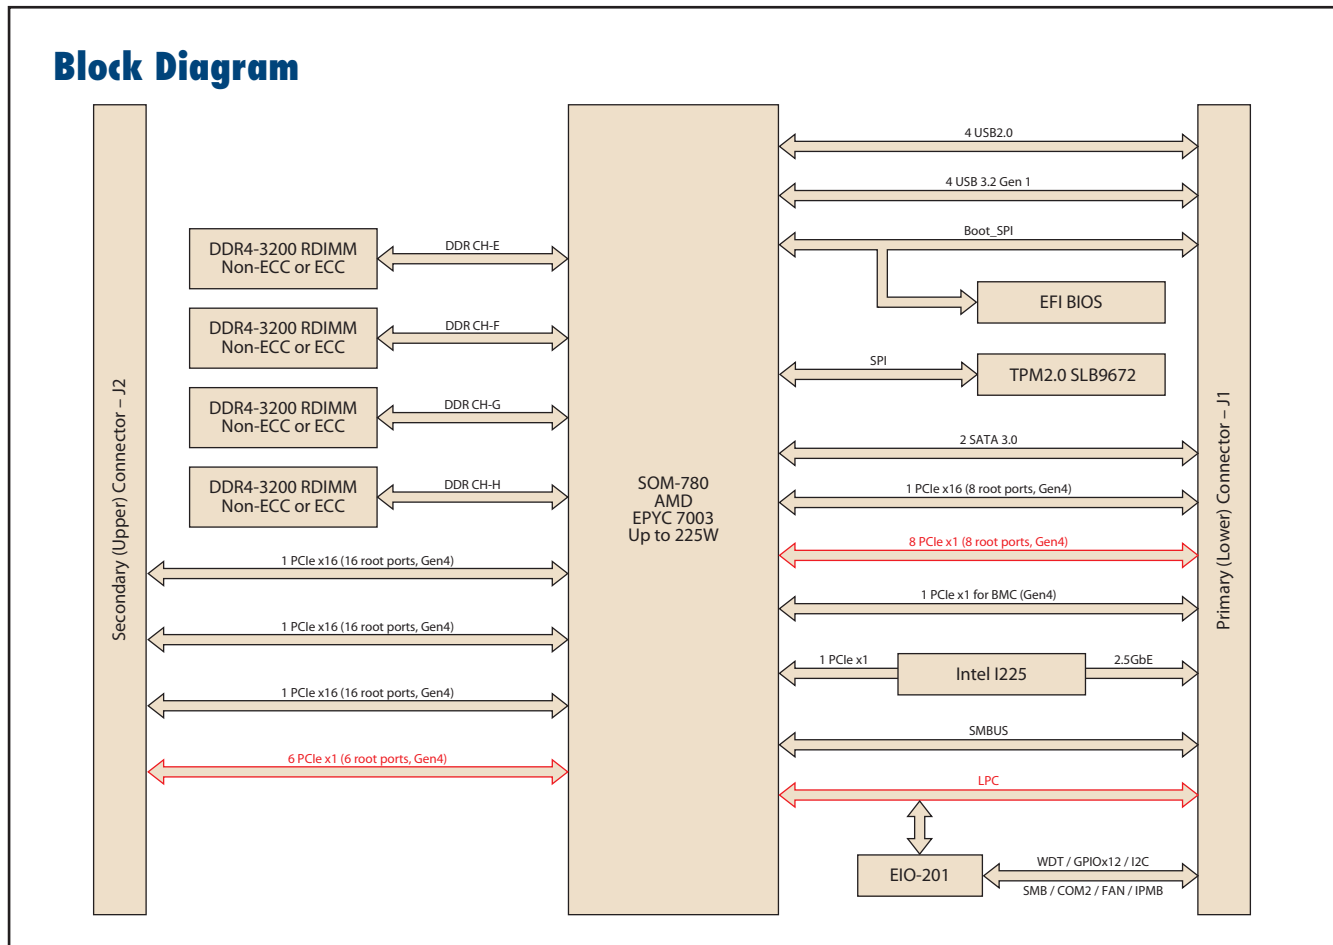 Block Diagram
Secondary (Upper) Connector – J2
DDR4-3200 RDIMM
Non-ECC or ECC
DDR CH-E
DDR4-3200 RDIMM
Non-ECC or ECC
DDR CH-F
DDR4-3200 RDIMM
Non-ECC or ECC
DDR CH-G
DDR4-3200 RDIMM
Non-ECC or ECC
DDR CH-H
1 PCIe x16 (16 root ports, Gen4)
1 PCIe x16 (16 root ports, Gen4)
1 PCIe x16 (16 root ports, Gen4)
6 PCIe x1 (6 root ports, Gen4)
SOM-780
AMD
EPYC 7003
Up to 225W
4 USB2.0
4 USB 3.2 Gen 1
Boot_SPI
EFI BIOS
SPI
TPM2.0 SLB9672
2 SATA 3.0
1 PCIe x16 (8 root ports, Gen4)
8 PCIe x1 (8 root ports, Gen4)
1 PCIe x1 for BMC (Gen4)
1 PCIe x1
Intel I225
2.5GbE
SMBUS
LPC
EIO-201
WDT / GPIOx12 / I2C
SMB / COM2 / FAN / IPMB
Primary (Lower) Connector – J1